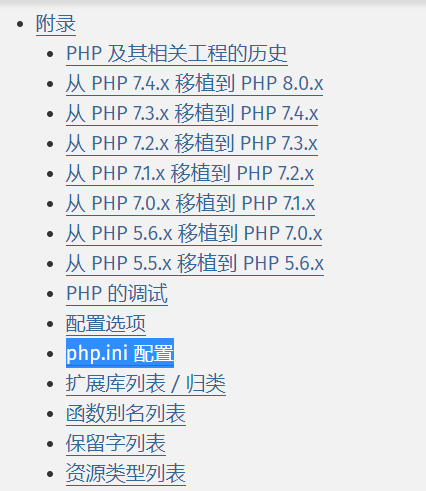 附录
PHP 及其相关工程的历史
从 PHP 7.4.x 移植到 PHP 8.0.x
从 PHP 7.3.x 移植到 PHP 7.4.x
从 PHP 7.2.x 移植到 PHP 7.3.x
从 PHP 7.1.x 移植到 PHP 7.2.x
从 PHP 7.0.x 移植到 PHP 7.1.x
从 PHP 5.6.x 移植到 PHP 7.0.x
从 PHP 5.5.x 移植到 PHP 5.6.x
PHP 的调试
配置选项
php.ini 配置
扩展库列表 / 归类
函数别名列表
保留字列表
资源类型列表